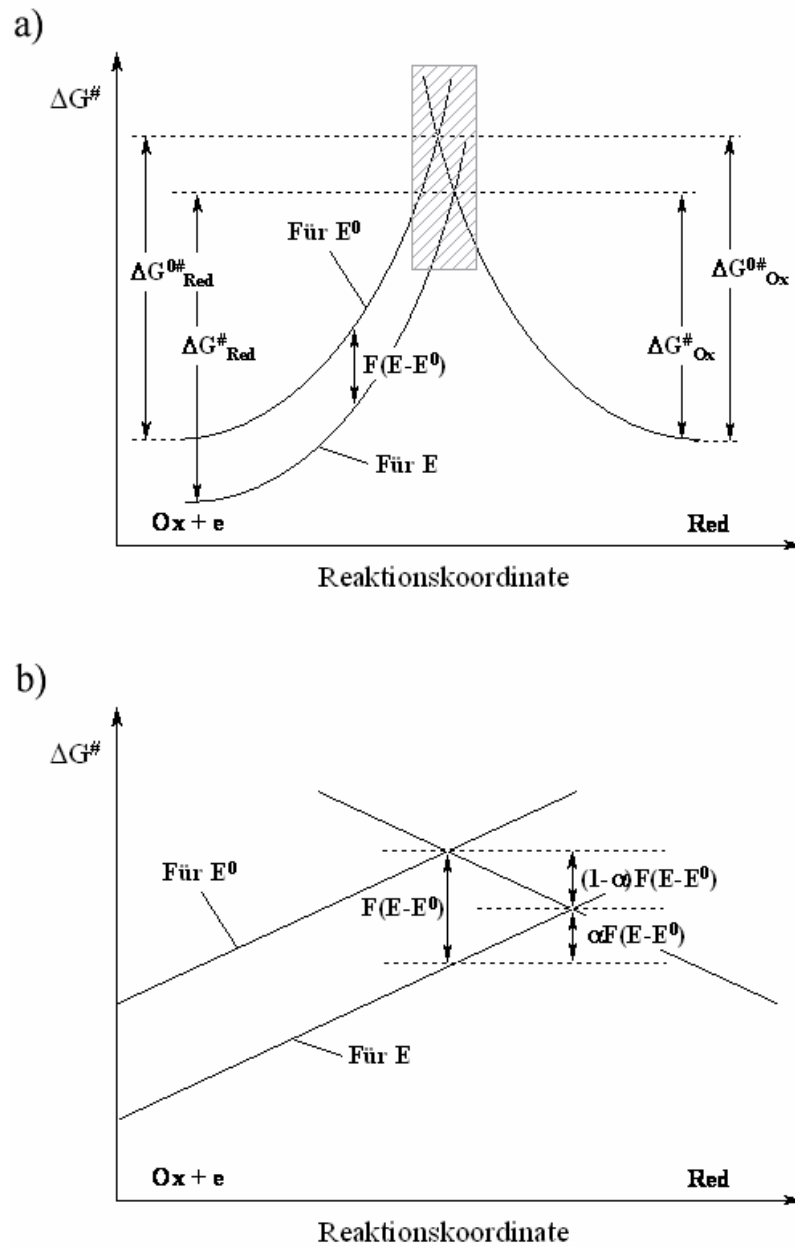 a)
ΔG#
Für E⁰
ΔG⁰#Red
ΔG⁰#Ox
ΔG#Red
F(E-E⁰)
ΔG#Ox
Für E
Ox + e
Red
Reaktionskoordinate
b)
ΔG#
Für E⁰
F(E-E⁰)
(1-α)F(E-E⁰)
αF(E-E⁰)
Für E
Ox + e
Red
Reaktionskoordinate